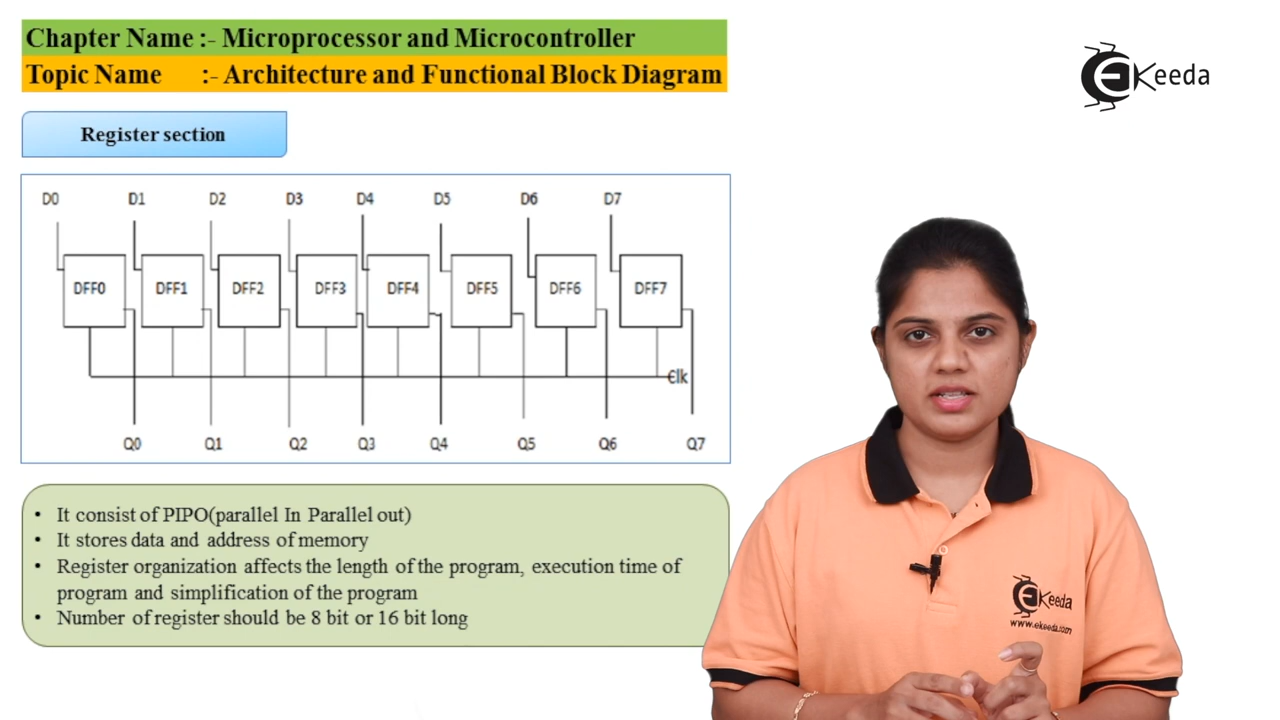 Chapter Name :- Microprocessor and Microcontroller
Topic Name :- Architecture and Functional Block Diagram
Keeda
Register section
D0 D1 D2 D3 D4 D5 D6 D7
DFF0 DFF1 DFF2 DFF3 DFF4 DFF5 DFF6 DFF7
Clk
Q0 Q1 Q2 Q3 Q4 Q5 Q6 Q7
• It consist of PIPO(parallel In Parallel out)
• It stores data and address of memory
• Register organization affects the length of the program, execution time of
program and simplification of the program
• Number of register should be 8 bit or 16 bit long
Keeda
www.ekeeda.com